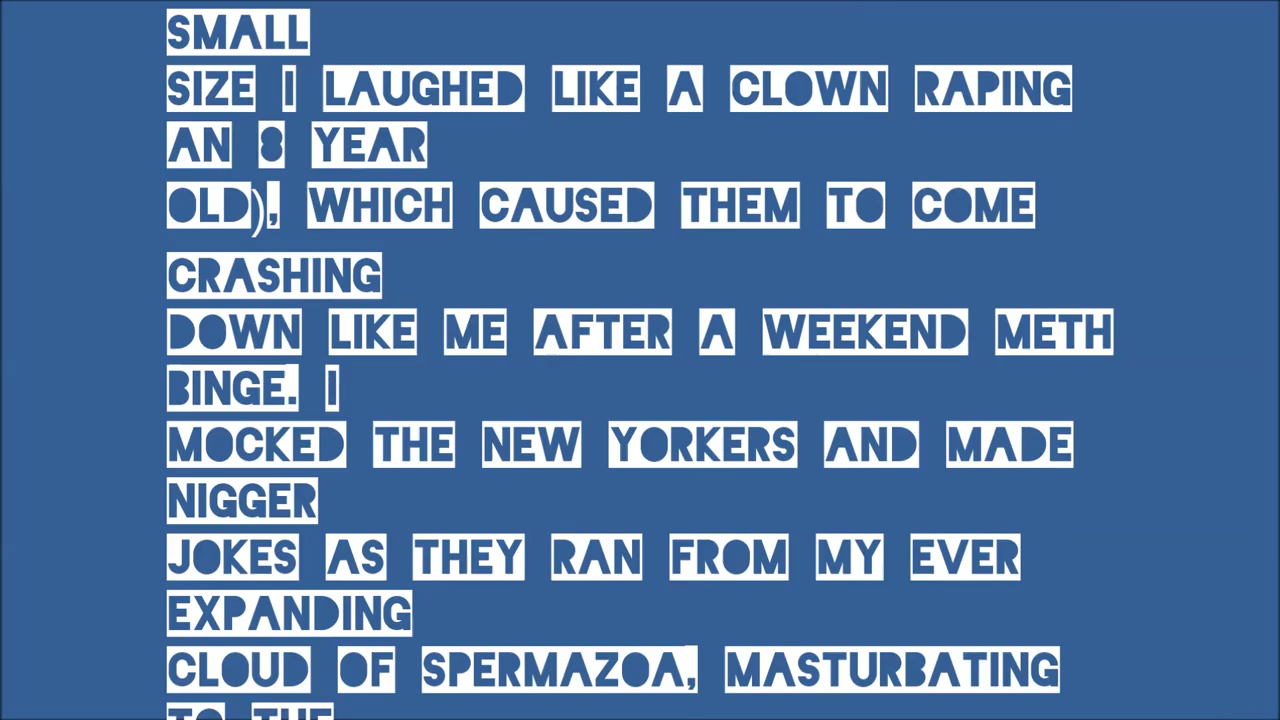 SMALL
SIZE I LAUGHED LIKE A CLOWN RAPING
AN 8 YEAR
OLD), WHICH CAUSED THEM TO COME
CRASHING
DOWN LIKE ME AFTER A WEEKEND METH
BINGE. I
MOCKED THE NEW YORKERS AND MADE
NIGGER
JOKES AS THEY RAN FROM MY EVER
EXPANDING
CLOUD OF SPERMAZOA, MASTURBATING
TO THE